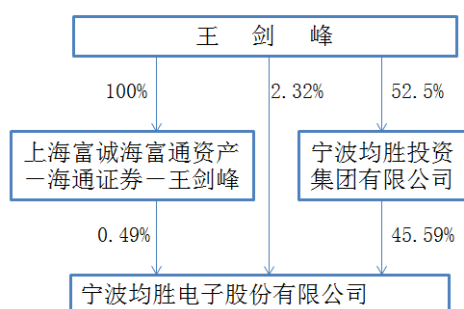 王 剑 峰
100%
2.32%
52.5%
上海富诚海富通资产
－海通证券－王剑峰
宁波均胜投资
集团有限公司
0.49%
45.59%
宁波均胜电子股份有限公司